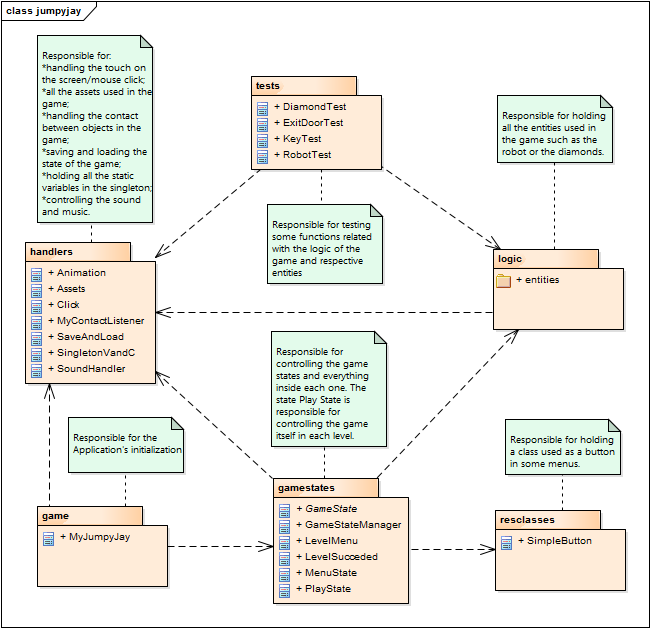 class jumpyjay
Responsible for:
*handling the touch on
the screen/mouse click;
*all the assets used in the
game;
*handling the contact
between objects in the
game;
*saving and loading the
state of the game;
*holding all the static
variables in the singleton;
*controlling the sound
and music.
tests
+ DiamondTest
+ ExitDoorTest
+ KeyTest
+ RobotTest
Responsible for holding
all the entities used in
the game such as the
robot or the diamonds.
Responsible for testing
some functions related
with the logic of the
game and respective
entities
handlers
+ Animation
+ Assets
+ Click
+ MyContactListener
+ SaveAndLoad
+ SingletonVandC
+ SoundHandler
logic
+ entities
Responsible for
controlling the game
states and everything
inside each one. The
state Play State is
responsible for
controlling the game
itself in each level.
Responsible for the
Application's initialization
Responsible for holding
a class used as a button
in some menus.
game
+ MyJumpyJay
gamestates
+ GameState
+ GameStateManager
+ LevelMenu
+ LevelSucceded
+ MenuState
+ PlayState
resclasses
+ SimpleButton